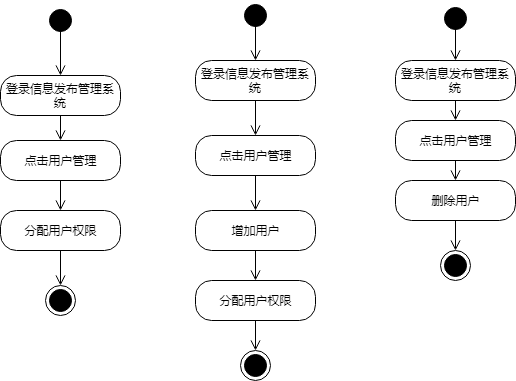 登录信息发布管理系
统
点击用户管理
分配用户权限
登录信息发布管理系
统
点击用户管理
增加用户
分配用户权限
登录信息发布管理系
统
点击用户管理
删除用户